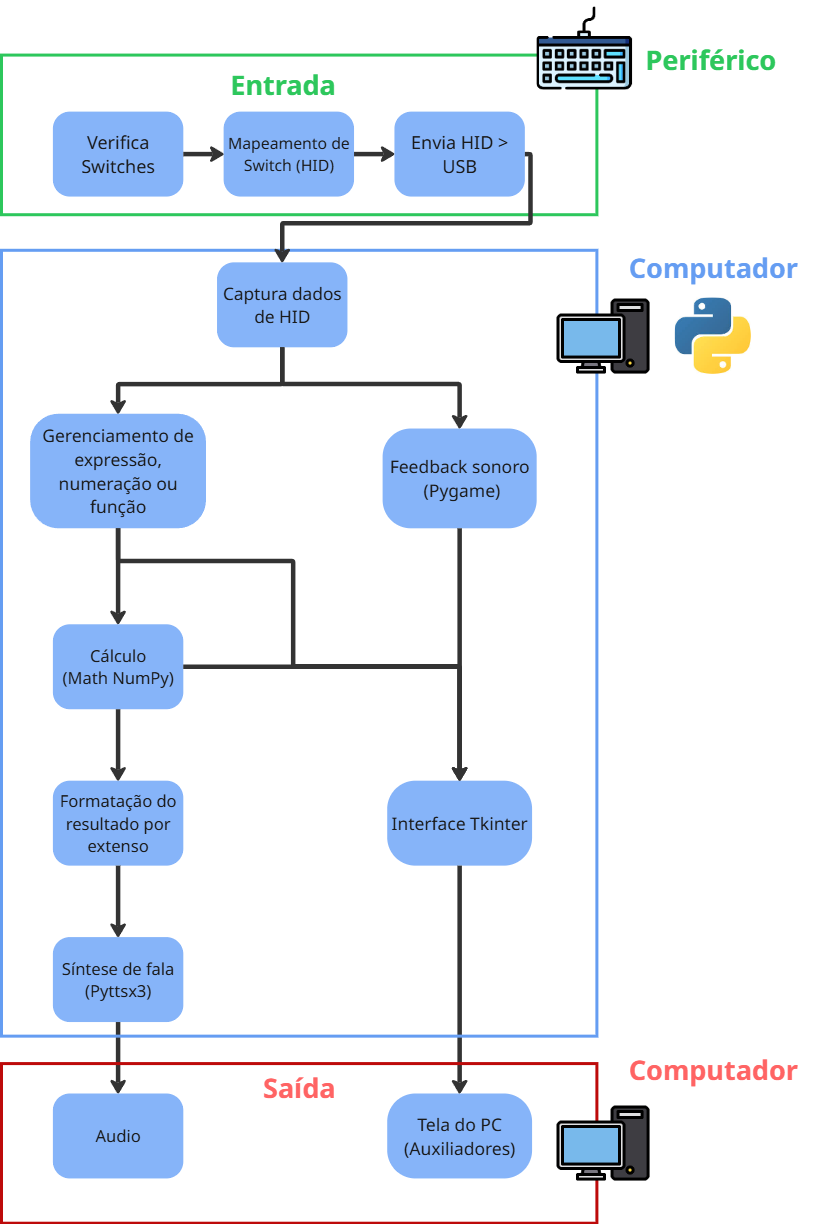 Periférico
Entrada
Verifica
Switches
Mapeamento de
Switch (HID)
Envia HID >
USB
Computador
Captura dados
de HID
Gerenciamento de
expressão,
numeração ou
função
Feedback sonoro
(Pygame)
Cálculo
(Math NumPy)
Formatação do
resultado por
extenso
Interface Tkinter
Síntese de fala
(Pyttsx3)
Computador
Saída
Audio
Tela do PC
(Auxiliadores)